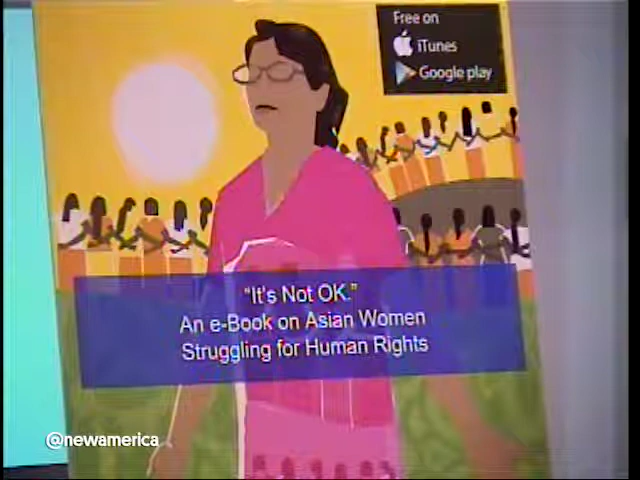 Free on
iTunes
Google play
“It's Not OK.”
An e-Book on Asian Women
Struggling for Human Rights
@newamerica